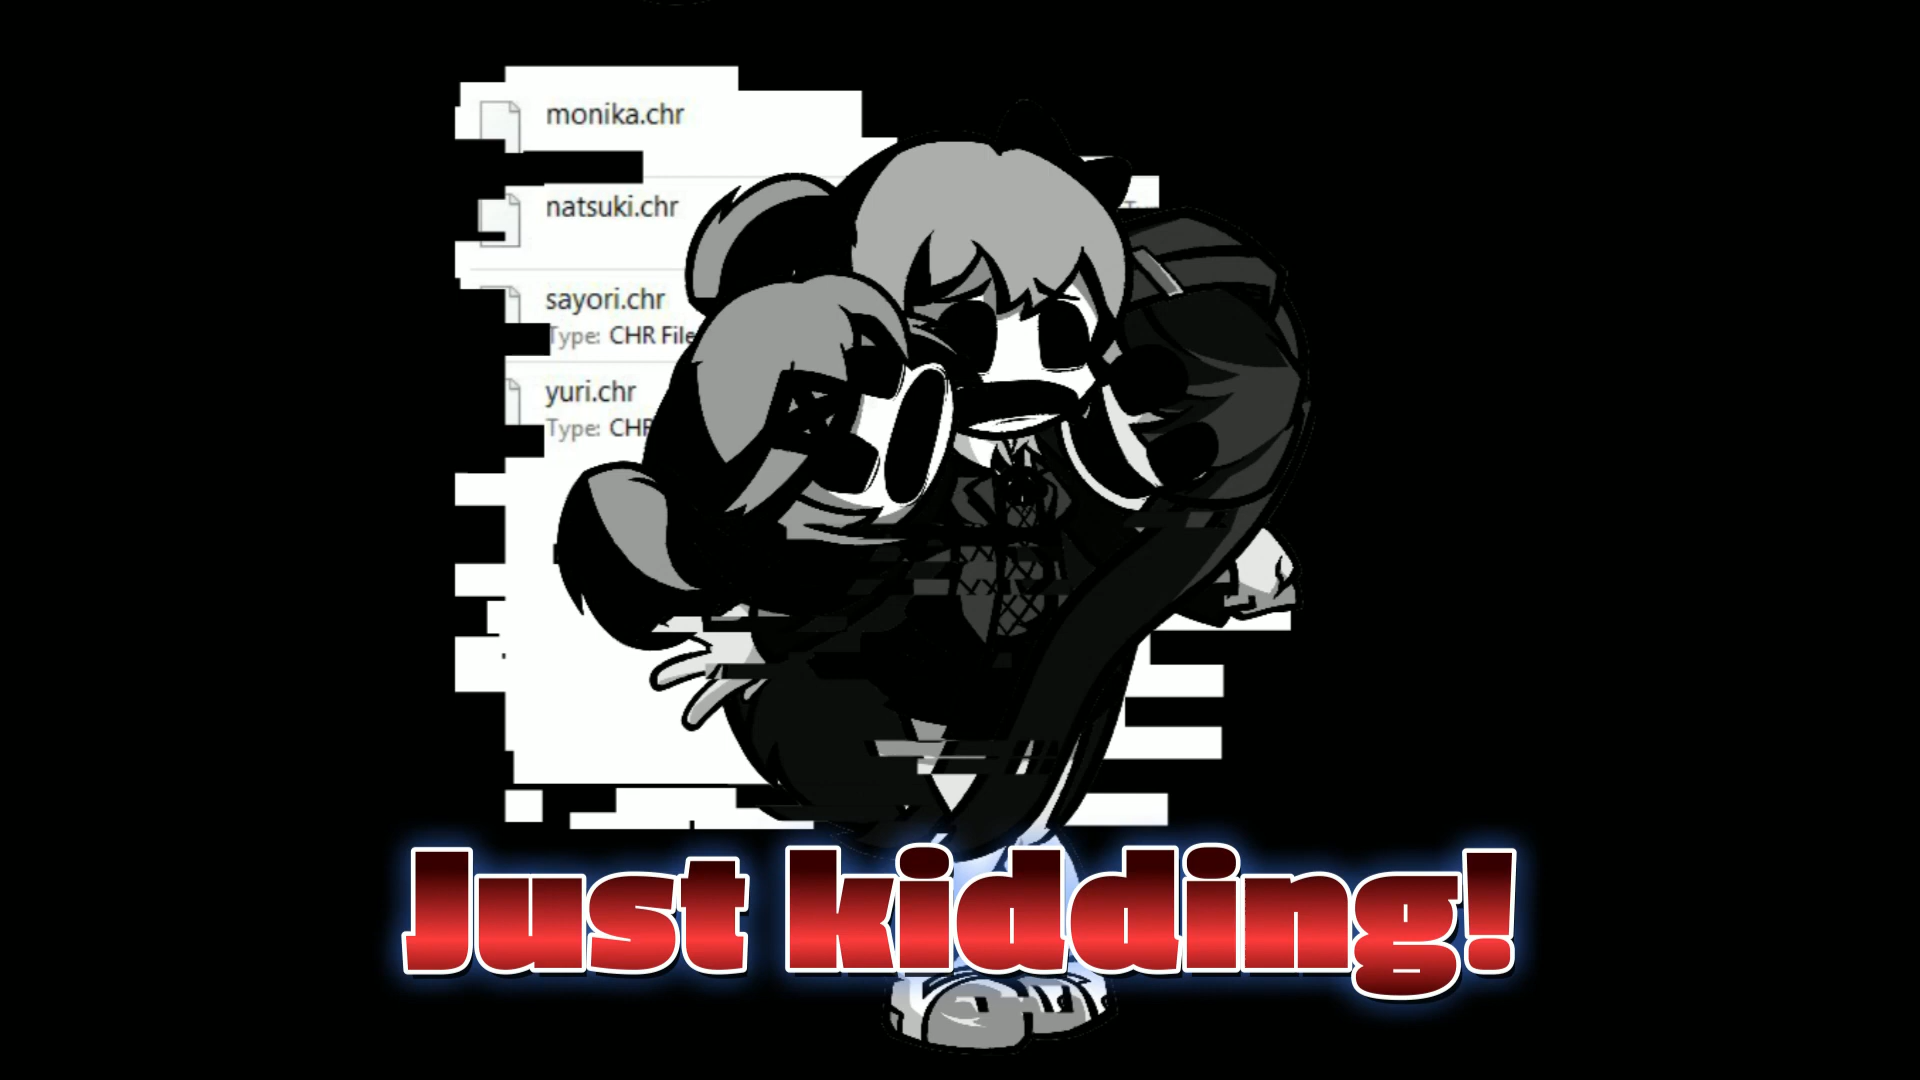 monika.chr
natsuki.chr
sayori.chr
Type: CHR File
yuri.chr
Type: CHR
Just kidding!